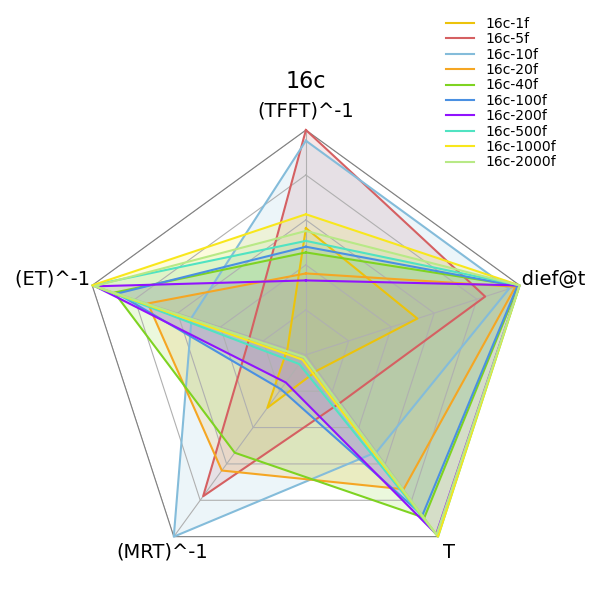 16c
(TFFT)^-1
16c-1f
16c-5f
16c-10f
16c-20f
16c-40f
16c-100f
16c-200f
16c-500f
16c-1000f
16c-2000f
(ET)^-1
dief@t
(MRT)^-1
T